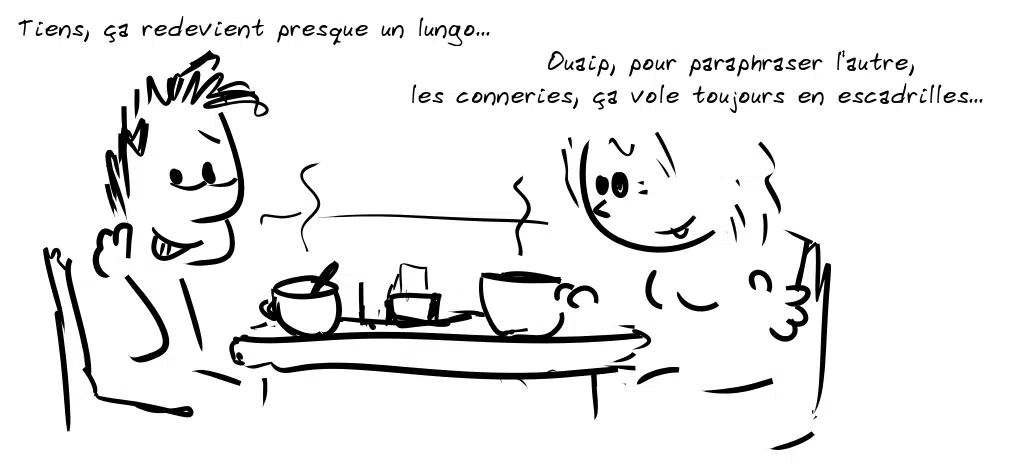 Tiens, ça redevient presque un lungo...
Ouaip, pour paraphraser l'autre,
les conneries, ça vole toujours en escadrilles...